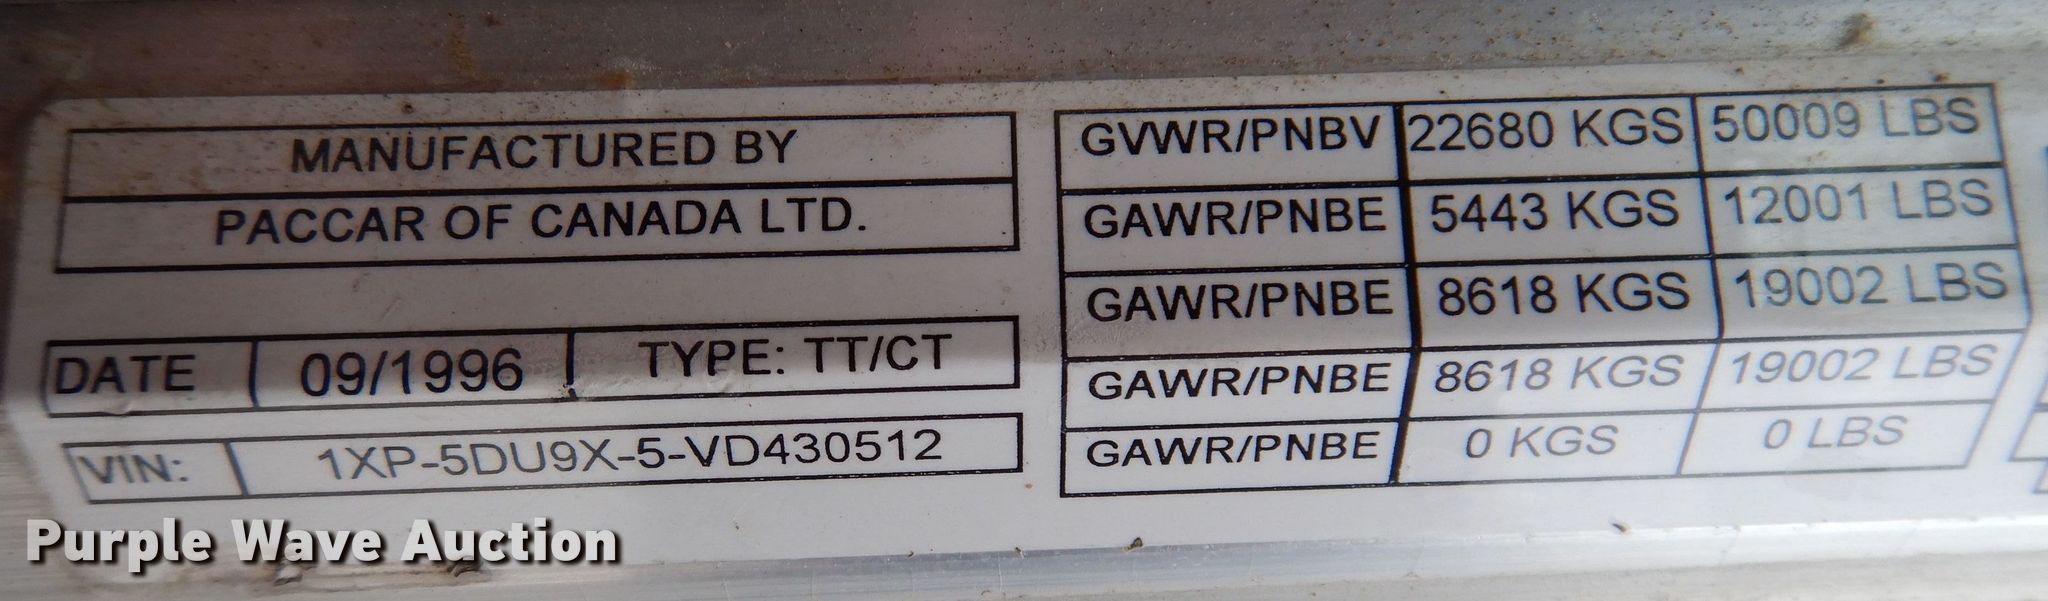 MANUFACTURED BY
PACCAR OF CANADA LTD.
DATE 09/1996 TYPE: TT/CT
VIN: 1XP-5DU9X-5-VD430512
GVWR/PNBV 22680 KGS 50009 LBS
GAWR/PNBE 5443 KGS 12001 LBS
GAWR/PNBE 8618 KGS 19002 LBS
GAWR/PNBE 8618 KGS 19002 LBS
GAWR/PNBE 0 KGS 0 LBS
Purple Wave Auction